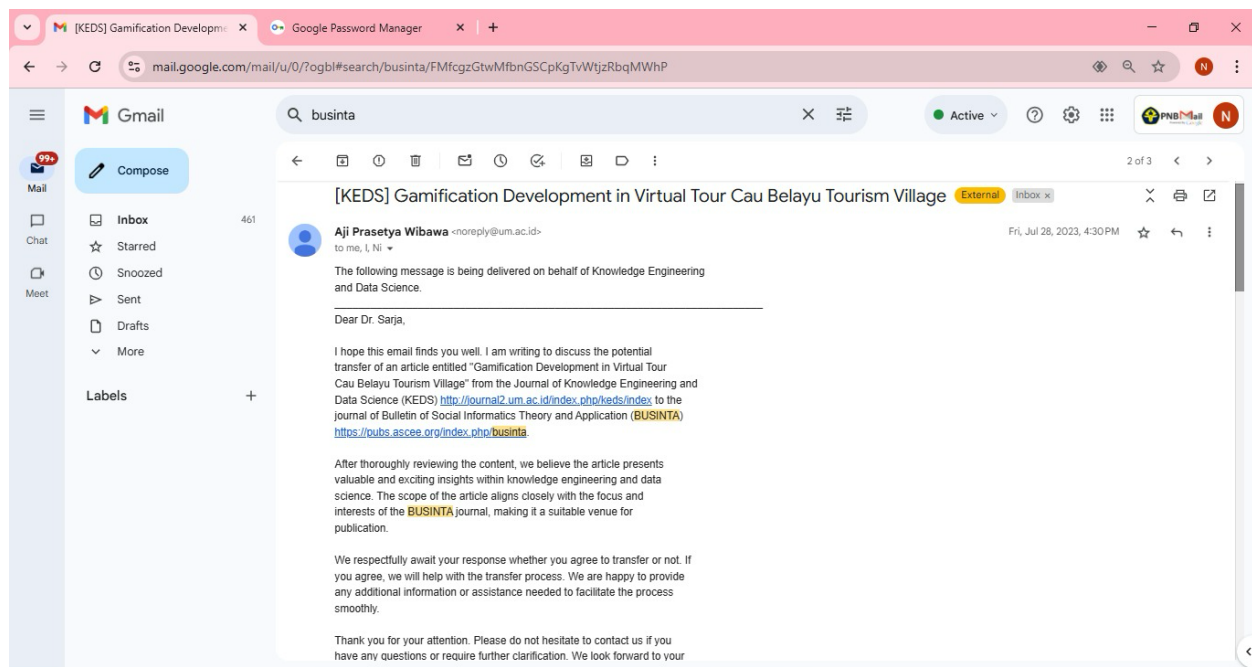 [KEDS] Gamification Developme
Google Password Manager
mail.google.com/mail/u/0/?ogbl#search/businta/FMfcgzGtwMfbnGSCpKgTvWtjzRbqMWhP
N
Gmail
businta
Active
PNBMail
N
99+
Mail
Chat
Meet
Compose
Inbox 461
Starred
Snoozed
Sent
Drafts
More
Labels
2 of 3
[KEDS] Gamification Development in Virtual Tour Cau Belayu Tourism Village External Inbox x
Aji Prasetya Wibawa <noreply@um.ac.id> Fri, Jul 28, 2023, 4:30 PM
to me, I, Ni
The following message is being delivered on behalf of Knowledge Engineering
and Data Science.
Dear Dr. Sarja,
I hope this email finds you well. I am writing to discuss the potential
transfer of an article entitled "Gamification Development in Virtual Tour
Cau Belayu Tourism Village" from the Journal of Knowledge Engineering and
Data Science (KEDS) http://journal2.um.ac.id/index.php/keds/index to the
journal of Bulletin of Social Informatics Theory and Application (BUSINTA)
https://pubs.ascee.org/index.php/businta.
After thoroughly reviewing the content, we believe the article presents
valuable and exciting insights within knowledge engineering and data
science. The scope of the article aligns closely with the focus and
interests of the BUSINTA journal, making it a suitable venue for
publication.
We respectfully await your response whether you agree to transfer or not. If
you agree, we will help with the transfer process. We are happy to provide
any additional information or assistance needed to facilitate the process
smoothly.
Thank you for your attention. Please do not hesitate to contact us if you
have any questions or require further clarification. We look forward to your